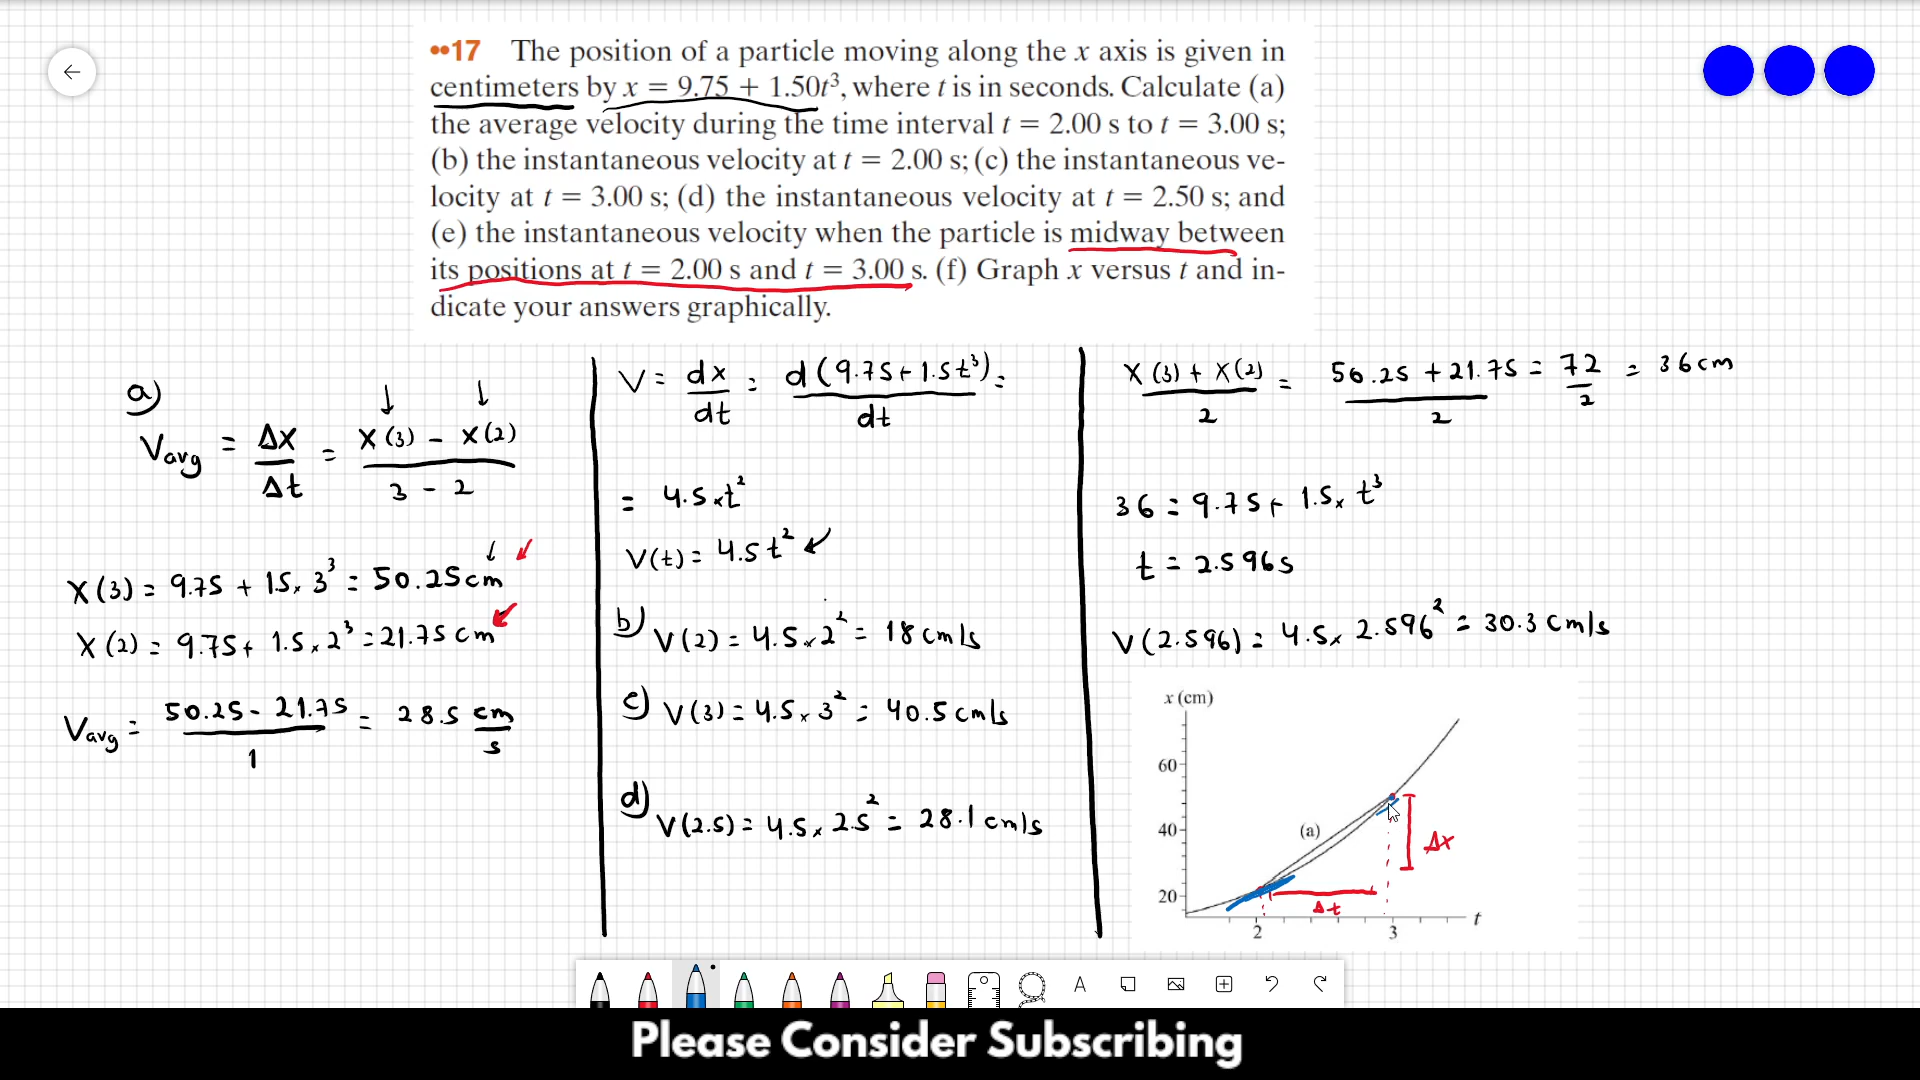 ••17 The position of a particle moving along the x axis is given in
centimeters by x = 9.75 + 1.50t³, where t is in seconds. Calculate (a)
the average velocity during the time interval t = 2.00 s to t = 3.00 s;
(b) the instantaneous velocity at t = 2.00 s; (c) the instantaneous ve-
locity at t = 3.00 s; (d) the instantaneous velocity at t = 2.50 s; and
(e) the instantaneous velocity when the particle is midway between
its positions at t = 2.00 s and t = 3.00 s. (f) Graph x versus t and in-
dicate your answers graphically.
a)
Vavg = Δx/Δt = (x(3) - x(2))/(3 - 2)
x(3) = 9.75 + 1.5 × 3³ = 50.25 cm
x(2) = 9.75 + 1.5 × 2³ = 21.75 cm
Vavg = (50.25 - 21.75)/1 = 28.5 cm/s
V = dx/dt = d(9.75 + 1.5t³)/dt =
= 4.5 × t²
V(t) = 4.5t²
b) V(2) = 4.5 × 2² = 18 cm/s
c) V(3) = 4.5 × 3² = 40.5 cm/s
d) V(2.5) = 4.5 × 2.5² = 28.1 cm/s
(x(3) + x(2))/2 = (50.25 + 21.75)/2 = 72/2 = 36 cm
36 = 9.75 + 1.5 × t³
t = 2.596 s
V(2.596) = 4.5 × 2.596² = 30.3 cm/s
x (cm)
60
40
20
(a)
Δx
Δt
t
2 3
A
Please Consider Subscribing